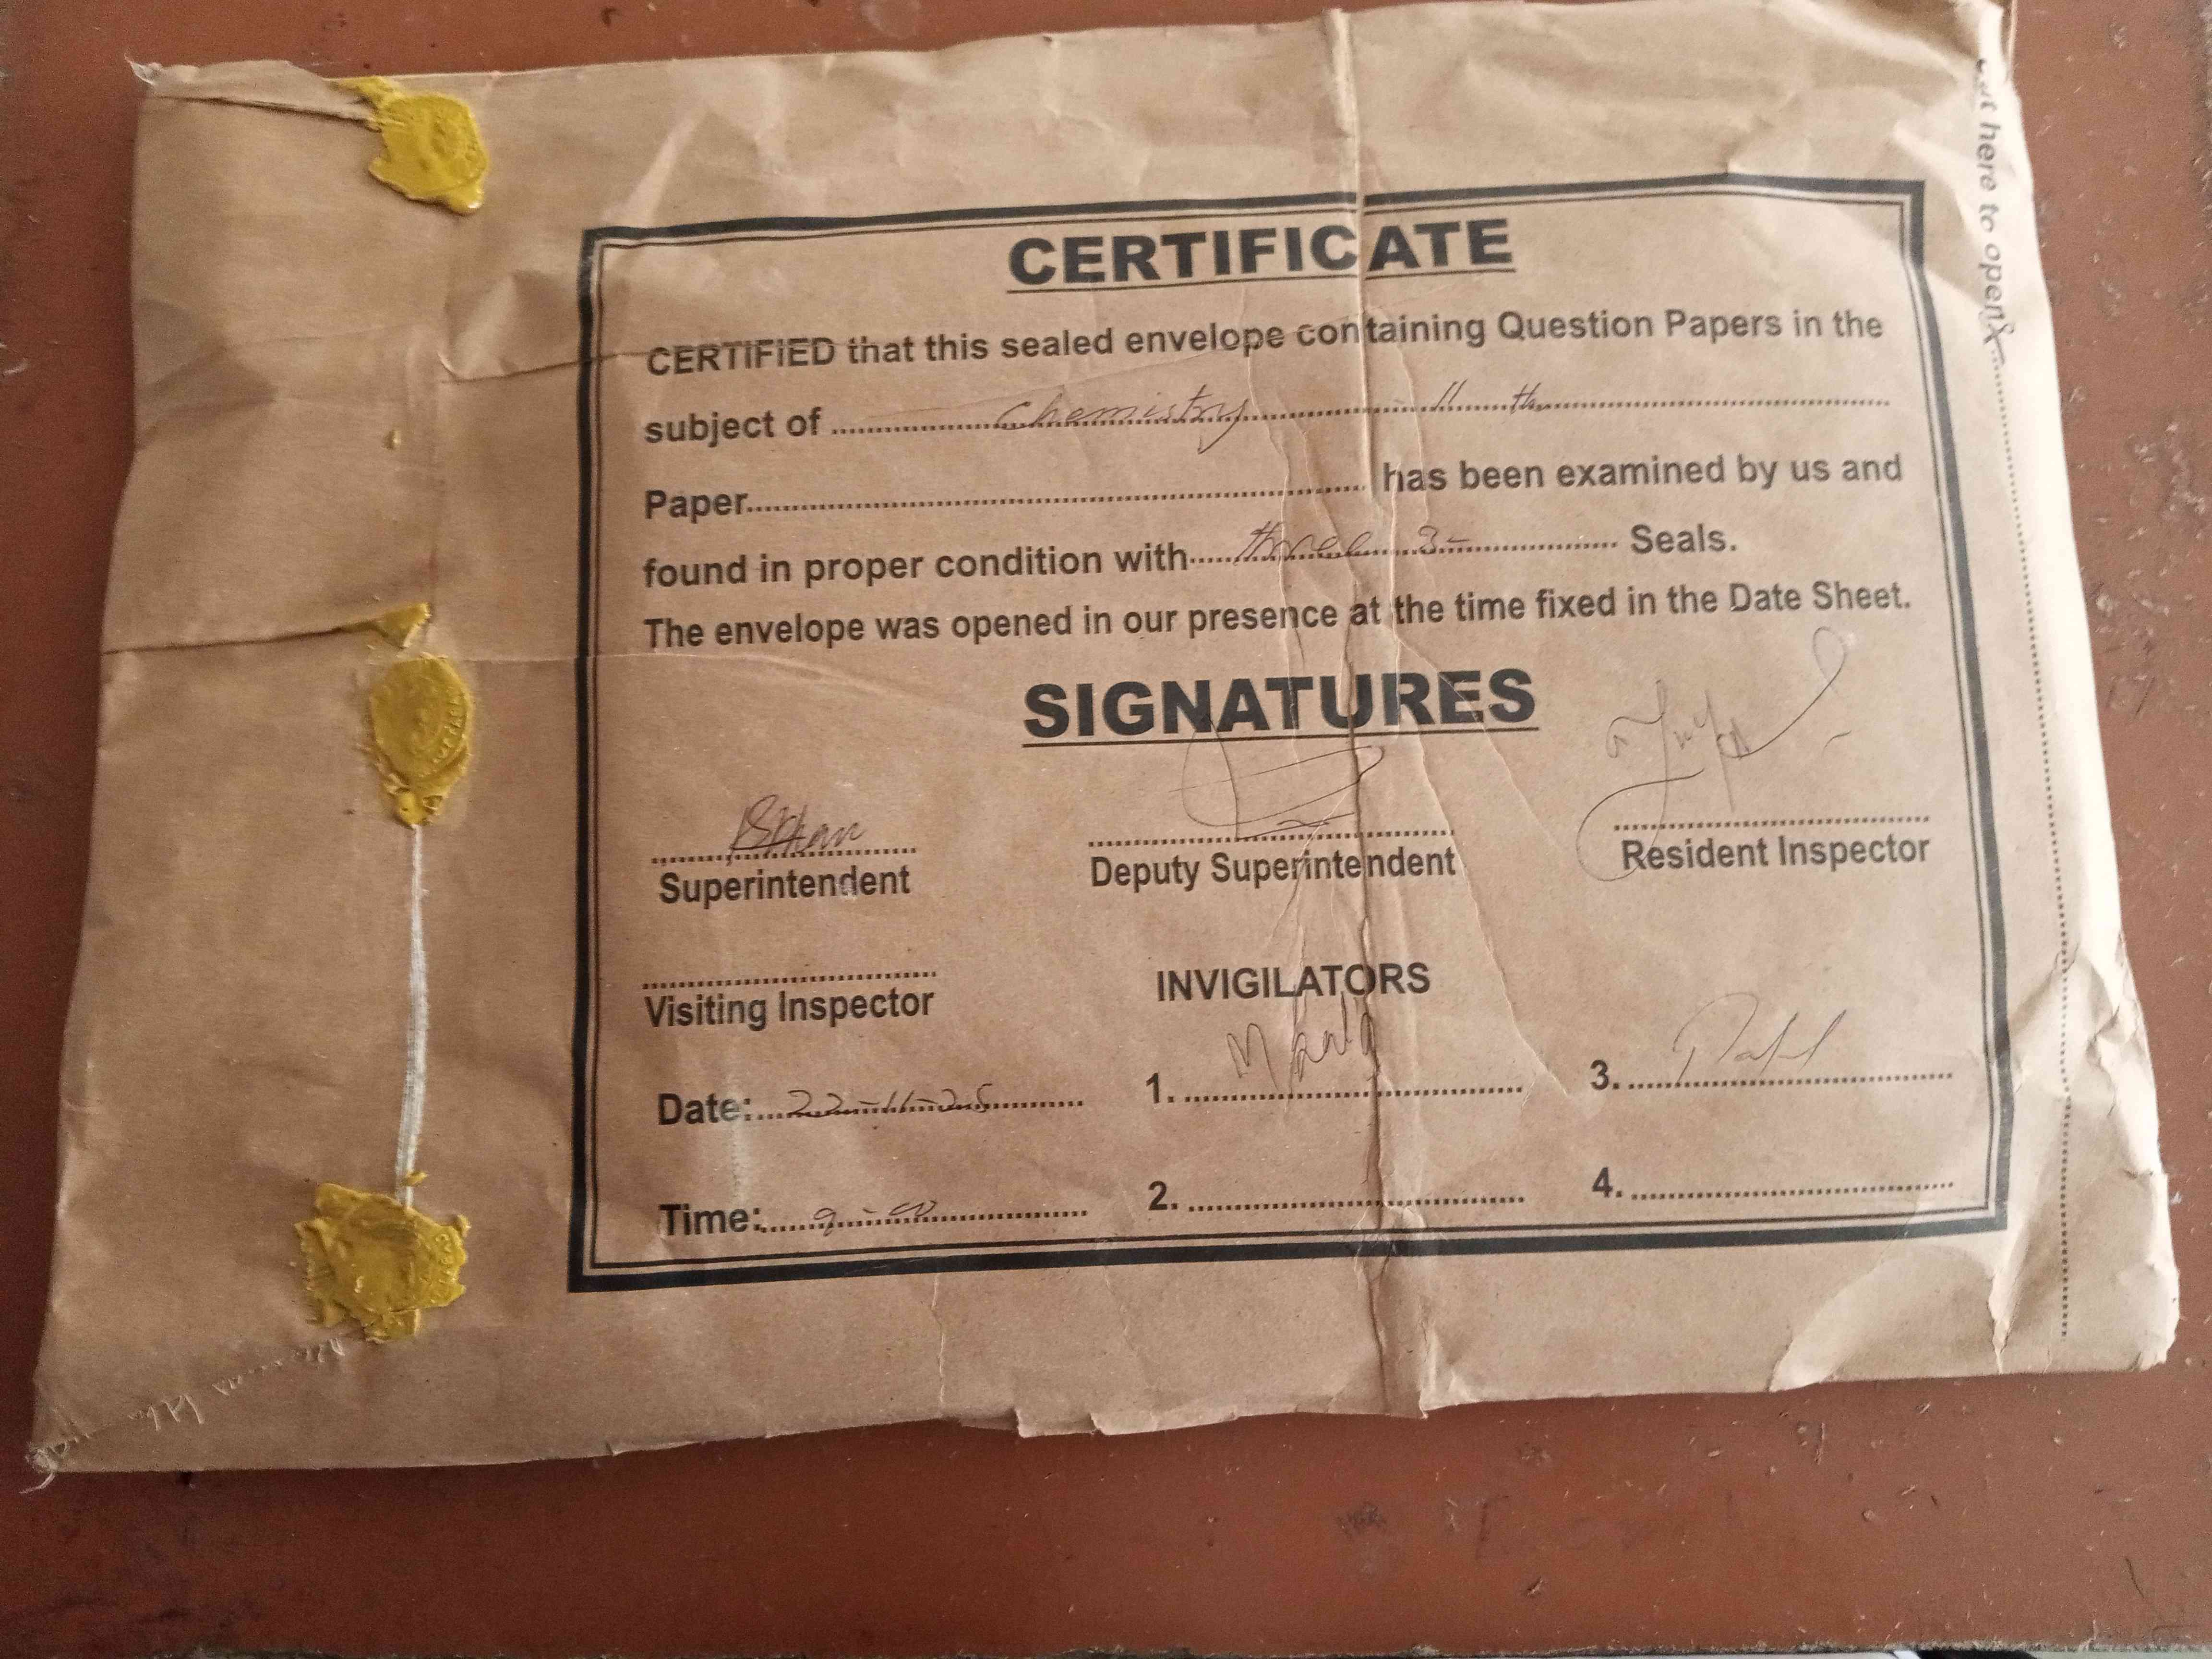 CERTIFICATE
CERTIFIED that this sealed envelope containing Question Papers in the
subject of Chemistry - 11 th
Paper has been examined by us and
found in proper condition with three 3- Seals.
The envelope was opened in our presence at the time fixed in the Date Sheet.
SIGNATURES
Superintendent Deputy Superintendent Resident Inspector
Visiting Inspector INVIGILATORS
Date: 22-11-25 1. 3.
Time: 9-00 2. 4.
here to open